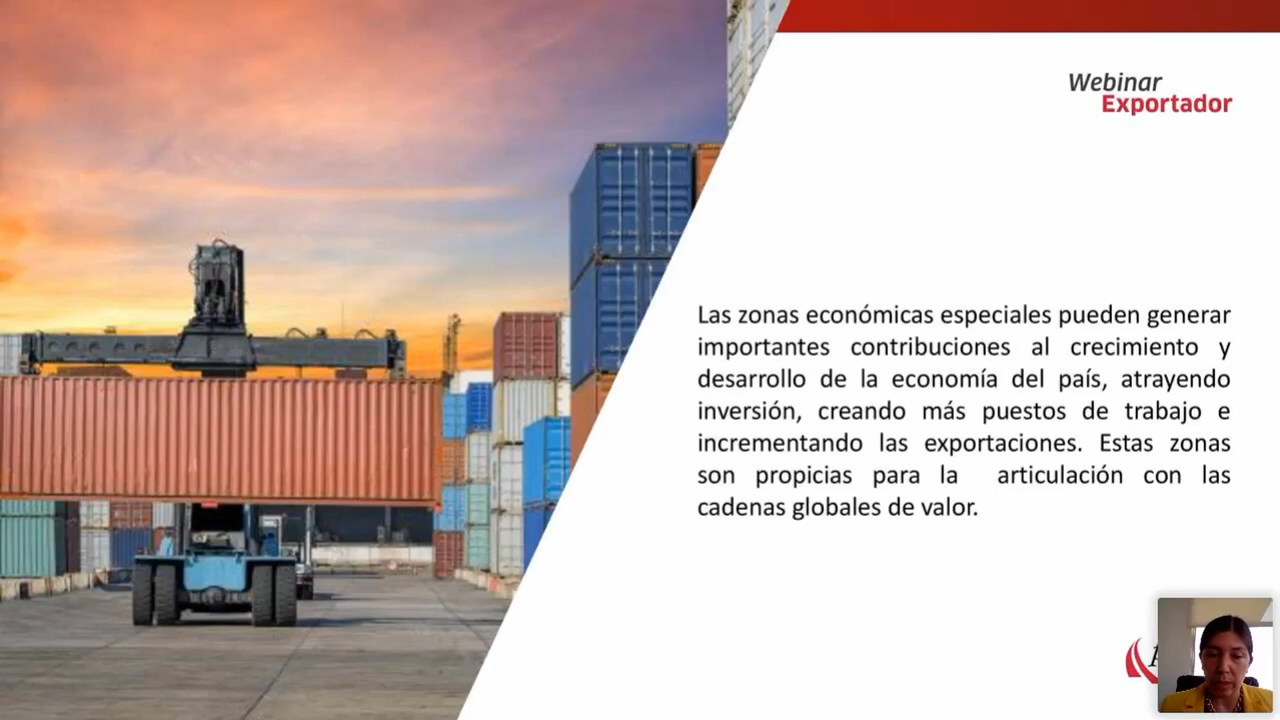 Webinar
Exportador
Las zonas económicas especiales pueden generar
importantes contribuciones al crecimiento y
desarrollo de la economía del país, atrayendo
inversión, creando más puestos de trabajo e
incrementando las exportaciones. Estas zonas
son propicias para la articulación con las
cadenas globales de valor.